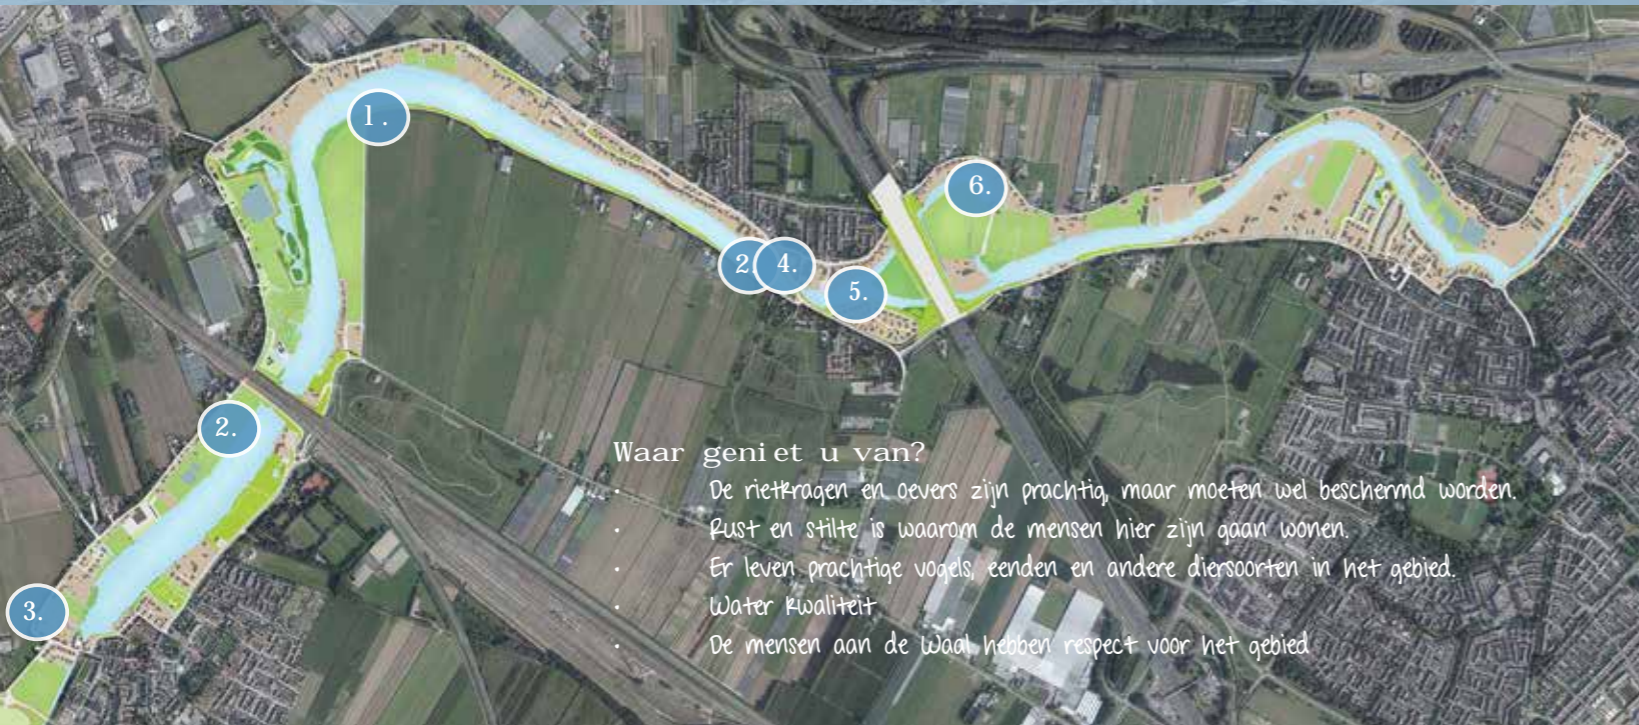 1.
6.
2. 4.
5.
2.
Waar geniet u van?
· De rietkragen en oevers zijn prachtig, maar moeten wel beschermd worden.
· Rust en stilte is waarom de mensen hier zijn gaan wonen.
· Er leven prachtige vogels, eenden en andere diersoorten in het gebied.
· Water kwaliteit
· De mensen aan de Waal hebben respect voor het gebied
3.